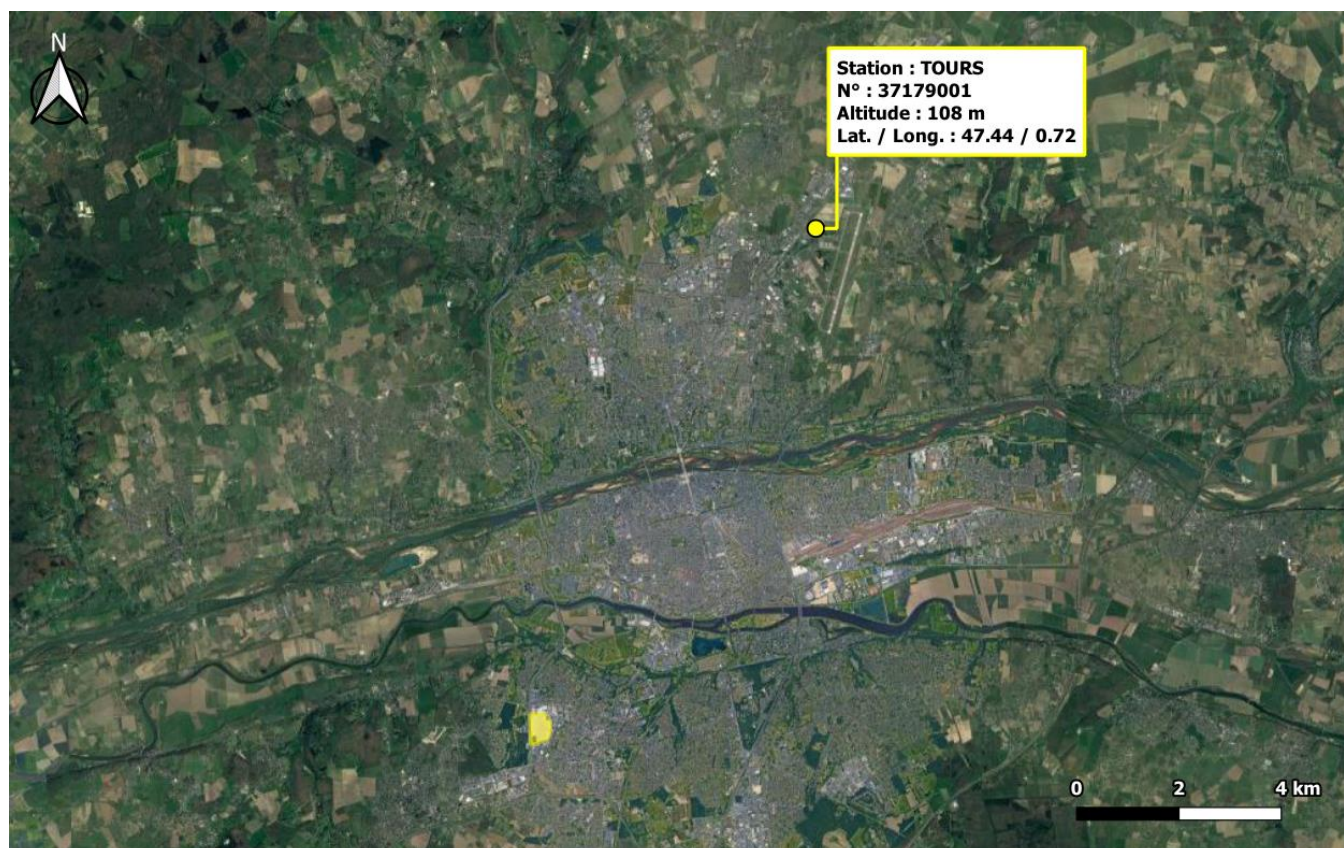 N
Station : TOURS
N° : 37179001
Altitude : 108 m
Lat. / Long. : 47.44 / 0.72
0 2 4 km